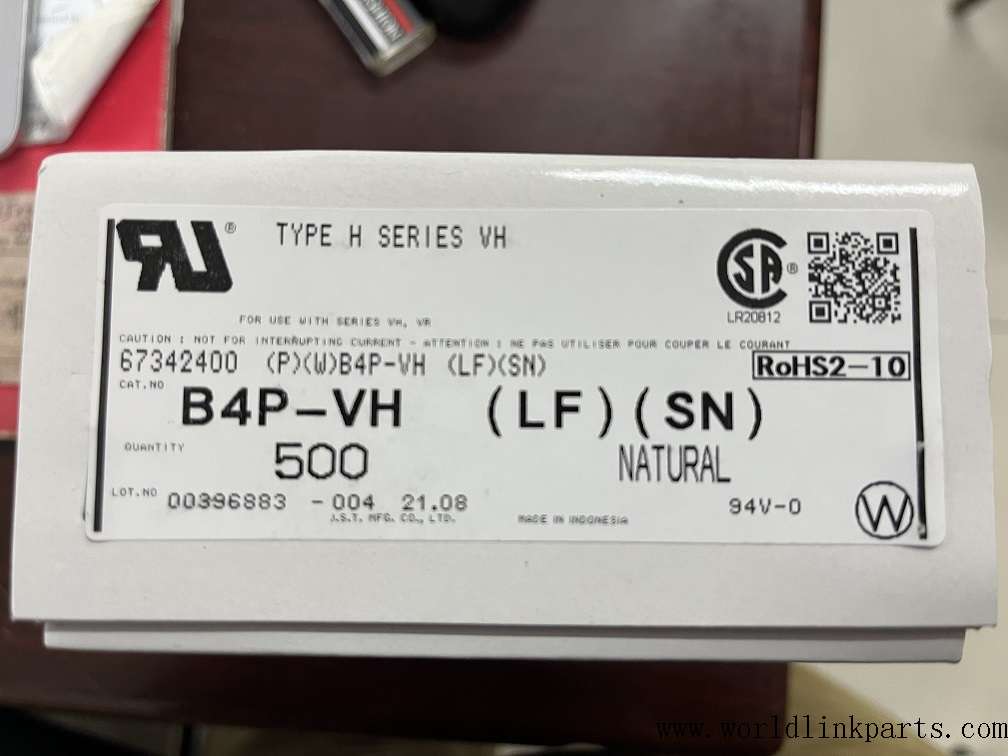 TYPE H SERIES VH
FOR USE WITH SERIES VH, VR
CAUTION : NOT FOR INTERRUPTING CURRENT - ATTENTION : NE PAS UTILISER POUR COUPER LE COURANT
LR20812
67342400 (P)(W)B4P-VH (LF)(SN)
RoHS2-10
CAT.NO
B4P-VH (LF)(SN)
QUANTITY
500
NATURAL
LOT.NO 00396883 -004 21.08
94V-0
W
J.S.T. MFG. CO., LTD.
MADE IN INDONESIA
www.worldlinkparts.com